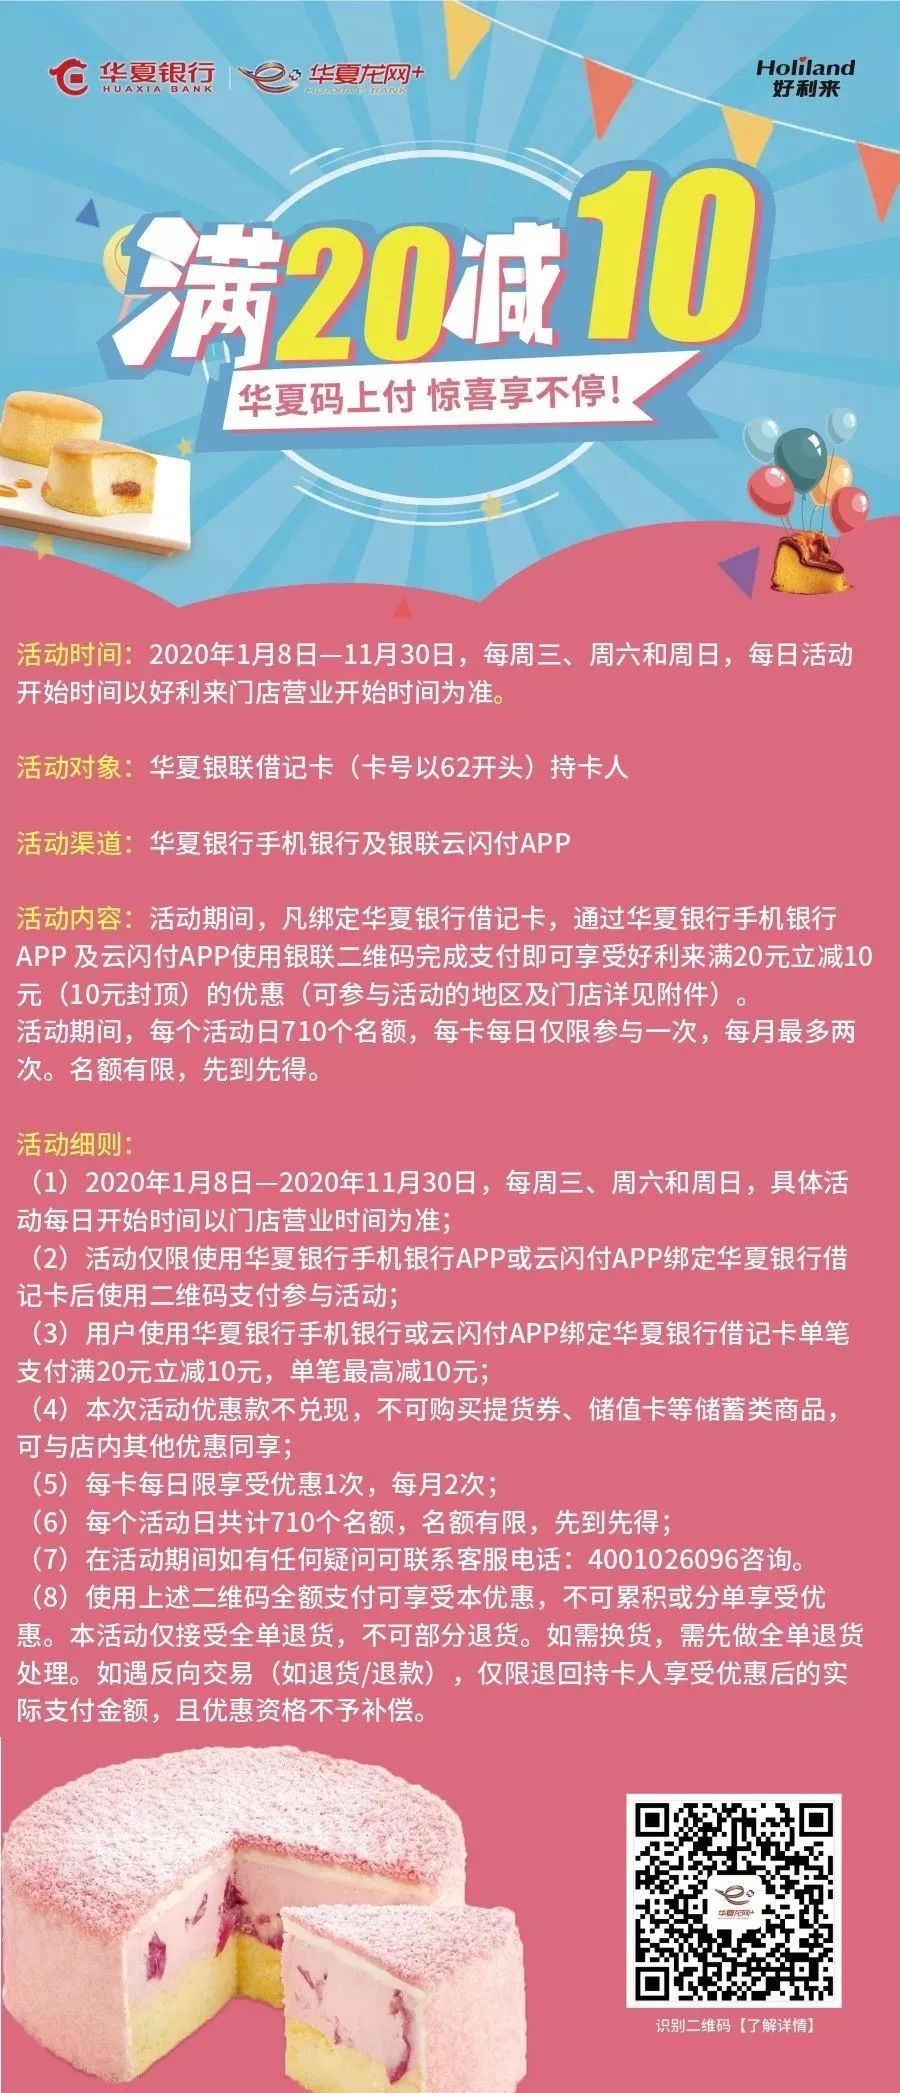 华夏银行
HUAXIA BANK
华夏龙网+
HUAXIA E BANK
Holiland
好利来
满20减10
华夏码上付 惊喜享不停！
活动时间：2020年1月8日—11月30日，每周三、周六和周日，每日活动
开始时间以好利来门店营业开始时间为准。
活动对象：华夏银联借记卡（卡号以62开头）持卡人
活动渠道：华夏银行手机银行及银联云闪付APP
活动内容：活动期间，凡绑定华夏银行借记卡，通过华夏银行手机银行
APP 及云闪付APP使用银联二维码完成支付即可享受好利来满20元立减10
元（10元封顶）的优惠（可参与活动的地区及门店详见附件）。
活动期间，每个活动日710个名额，每卡每日仅限参与一次，每月最多两
次。名额有限，先到先得。
活动细则：
（1）2020年1月8日—2020年11月30日，每周三、周六和周日，具体活
动每日开始时间以门店营业时间为准；
（2）活动仅限使用华夏银行手机银行APP或云闪付APP绑定华夏银行借
记卡后使用二维码支付参与活动；
（3）用户使用华夏银行手机银行或云闪付APP绑定华夏银行借记卡单笔
支付满20元立减10元，单笔最高减10元；
（4）本次活动优惠款不兑现，不可购买提货券、储值卡等储蓄类商品，
可与店内其他优惠同享；
（5）每卡每日限享受优惠1次，每月2次；
（6）每个活动日共计710个名额，名额有限，先到先得；
（7）在活动期间如有任何疑问可联系客服电话：4001026096咨询。
（8）使用上述二维码全额支付可享受本优惠，不可累积或分单享受优
惠。本活动仅接受全单退货，不可部分退货。如需换货，需先做全单退货
处理。如遇反向交易（如退货/退款），仅限退回持卡人享受优惠后的实
际支付金额，且优惠资格不予补偿。
华夏龙网+
识别二维码【了解详情】